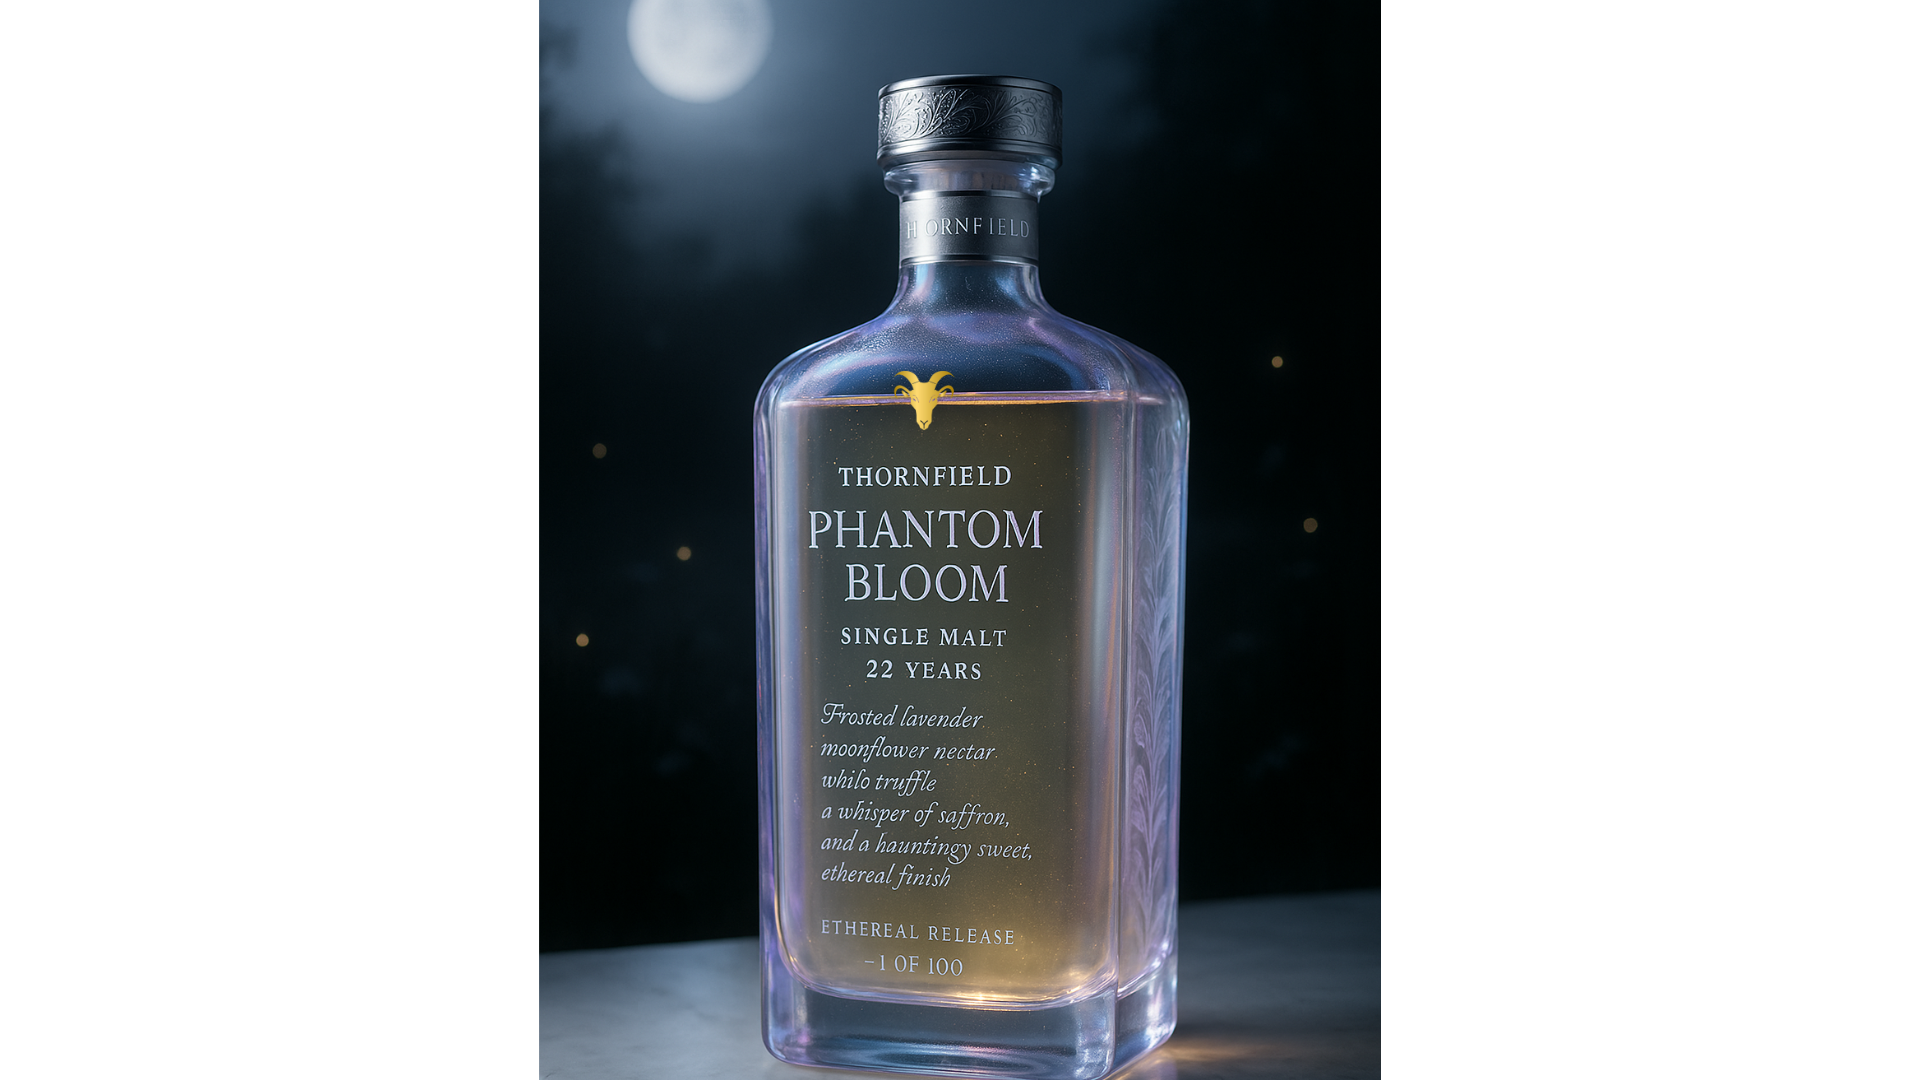 H ORNFIELD
THORNFIELD
PHANTOM
BLOOM
SINGLE MALT
22 YEARS
Frosted lavender
moonflower nectar
whilo truffle
a whisper of saffron,
and a hauntingy sweet,
ethereal finish
ETHEREAL RELEASE
–1 OF 100